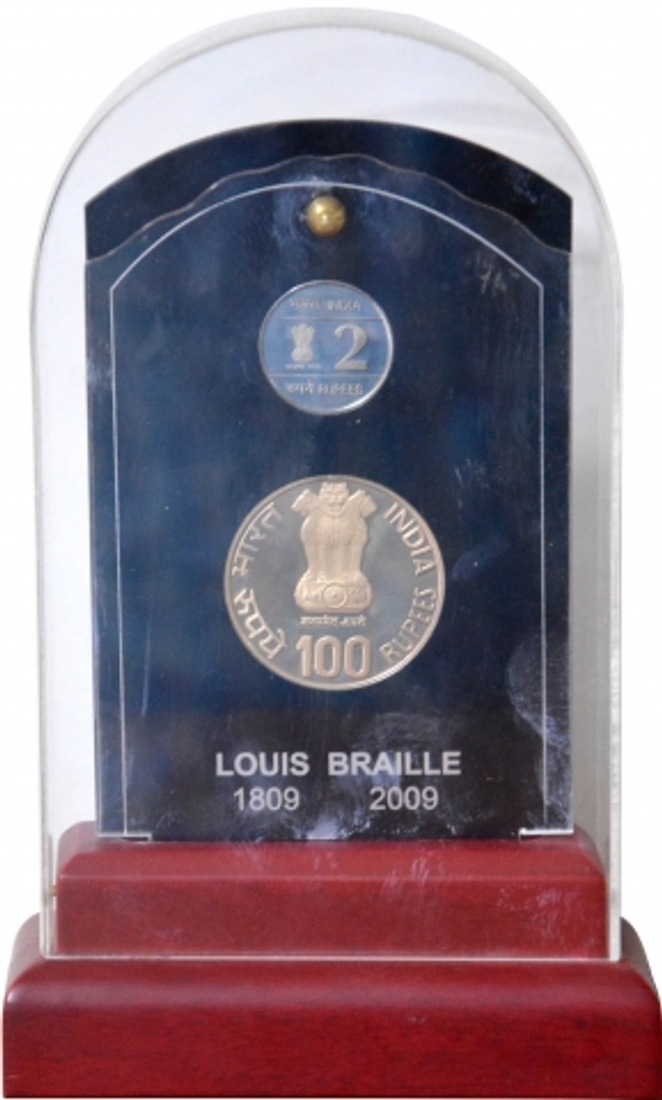 भारत INDIA
2
रुपये RUPEES
भारत INDIA
रुपये 100 RUPEES
सत्यमेव जयते
LOUIS BRAILLE
1809 2009